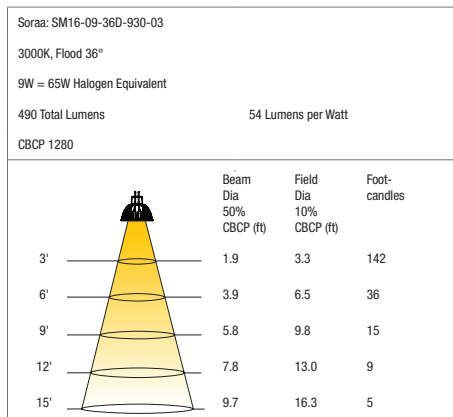 Soraa: SM16-09-36D-930-03
3000K, Flood 36°
9W = 65W Halogen Equivalent
490 Total Lumens 54 Lumens per Watt
CBCP 1280
Beam Field Foot-
Dia Dia candles
50% 10%
CBCP (ft) CBCP (ft)
3' 1.9 3.3 142
6' 3.9 6.5 36
9' 5.8 9.8 15
12' 7.8 13.0 9
15' 9.7 16.3 5